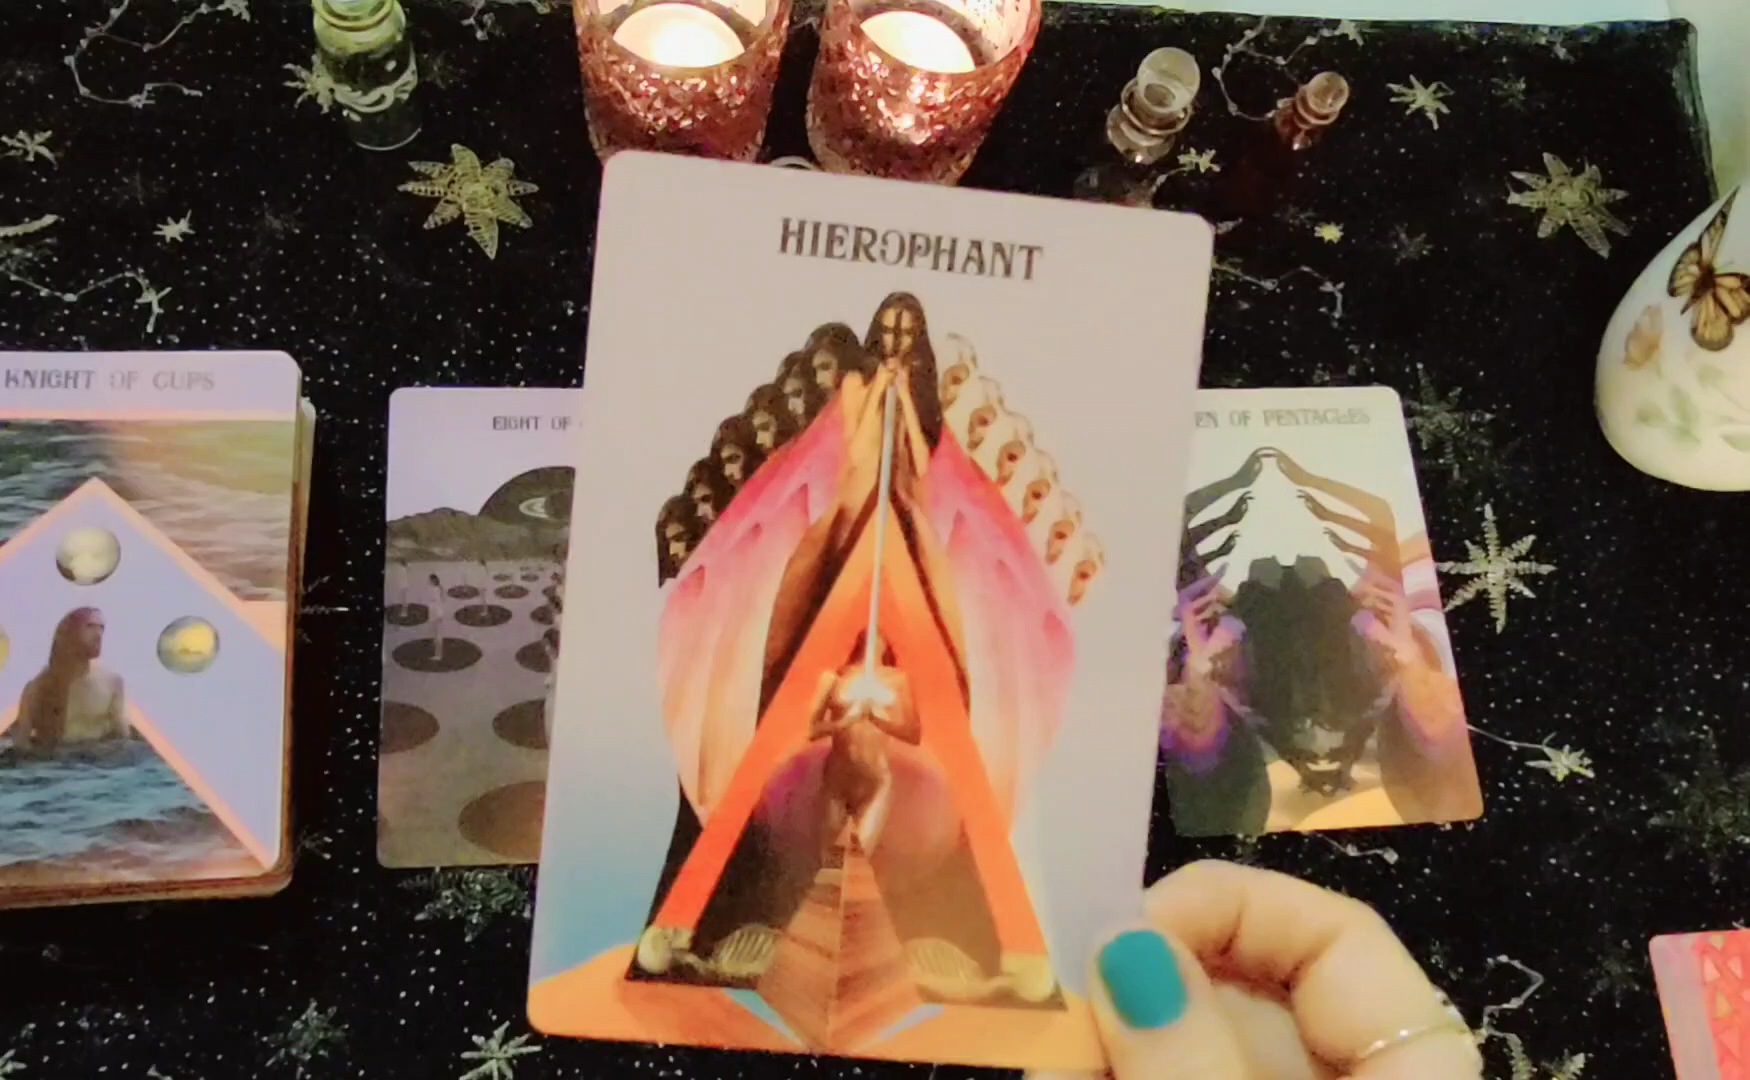 HIEROPHANT
KNIGHT OF CUPS
EIGHT OF
EN OF PENTACLES